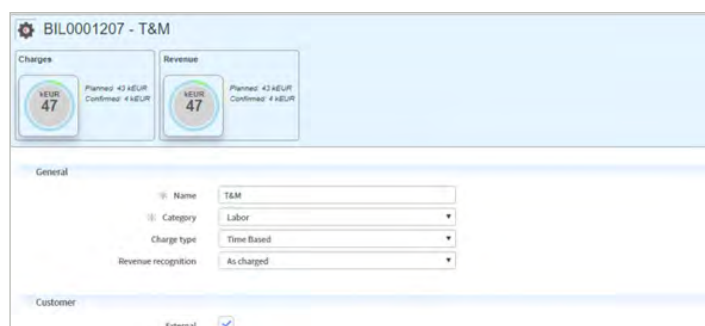 BIL0001207 - T&M
Charges
Revenue
kEUR
47
Planned: 43 kEUR
Confirmed: 4 kEUR
kEUR
47
Planned: 43 kEUR
Confirmed: 4 kEUR
General
Name
T&M
Category
Labor
Charge type
Time Based
Revenue recognition
As charged
Customer
External